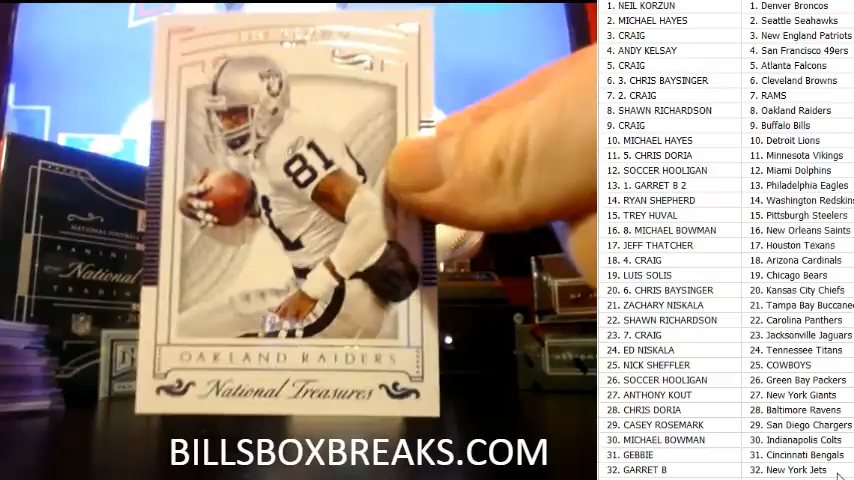 81
OAKLAND RAIDERS
National Treasures
PANINI
National
BILLSBOXBREAKS.COM
1. NEIL KORZUN
2. MICHAEL HAYES
3. CRAIG
4. ANDY KELSAY
5. CRAIG
6. 3. CHRIS BAYSINGER
7. 2. CRAIG
8. SHAWN RICHARDSON
9. CRAIG
10. MICHAEL HAYES
11. 5. CHRIS DORIA
12. SOCCER HOOLIGAN
13. 1. GARRET B 2
14. RYAN SHEPHERD
15. TREY HUVAL
16. 8. MICHAEL BOWMAN
17. JEFF THATCHER
18. 4. CRAIG
19. LUIS SOLIS
20. 6. CHRIS BAYSINGER
21. ZACHARY NISKALA
22. SHAWN RICHARDSON
23. 7. CRAIG
24. ED NISKALA
25. NICK SHEFFLER
26. SOCCER HOOLIGAN
27. ANTHONY KOUT
28. CHRIS DORIA
29. CASEY ROSEMARK
30. MICHAEL BOWMAN
31. GEBBIE
32. GARRET B
1. Denver Broncos
2. Seattle Seahawks
3. New England Patriots
4. San Francisco 49ers
5. Atlanta Falcons
6. Cleveland Browns
7. RAMS
8. Oakland Raiders
9. Buffalo Bills
10. Detroit Lions
11. Minnesota Vikings
12. Miami Dolphins
13. Philadelphia Eagles
14. Washington Redskin
15. Pittsburgh Steelers
16. New Orleans Saints
17. Houston Texans
18. Arizona Cardinals
19. Chicago Bears
20. Kansas City Chiefs
21. Tampa Bay Buccanee
22. Carolina Panthers
23. Jacksonville Jaguars
24. Tennessee Titans
25. COWBOYS
26. Green Bay Packers
27. New York Giants
28. Baltimore Ravens
29. San Diego Chargers
30. Indianapolis Colts
31. Cincinnati Bengals
32. New York Jets